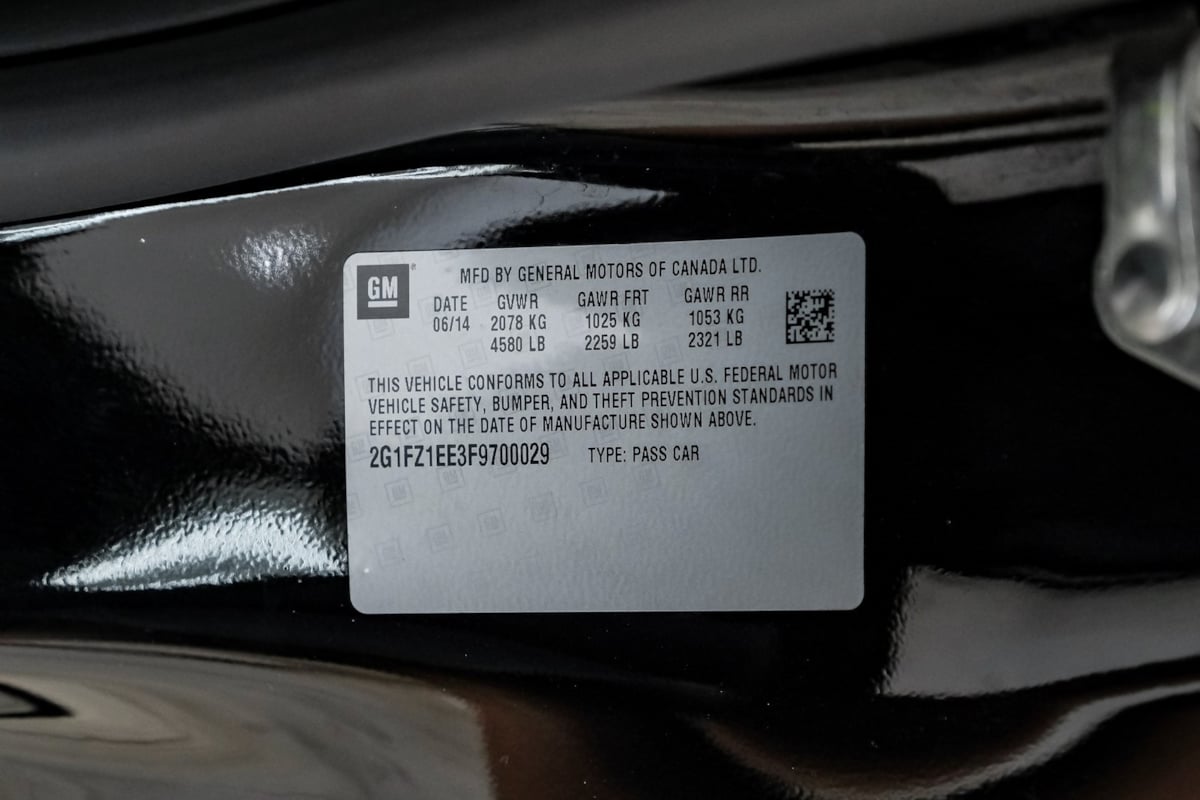 GM
MFD BY GENERAL MOTORS OF CANADA LTD.
DATE GVWR GAWR FRT GAWR RR
06/14 2078 KG 1025 KG 1053 KG
4580 LB 2259 LB 2321 LB
THIS VEHICLE CONFORMS TO ALL APPLICABLE U.S. FEDERAL MOTOR
VEHICLE SAFETY, BUMPER, AND THEFT PREVENTION STANDARDS IN
EFFECT ON THE DATE OF MANUFACTURE SHOWN ABOVE.
2G1FZ1EE3F9700029 TYPE: PASS CAR